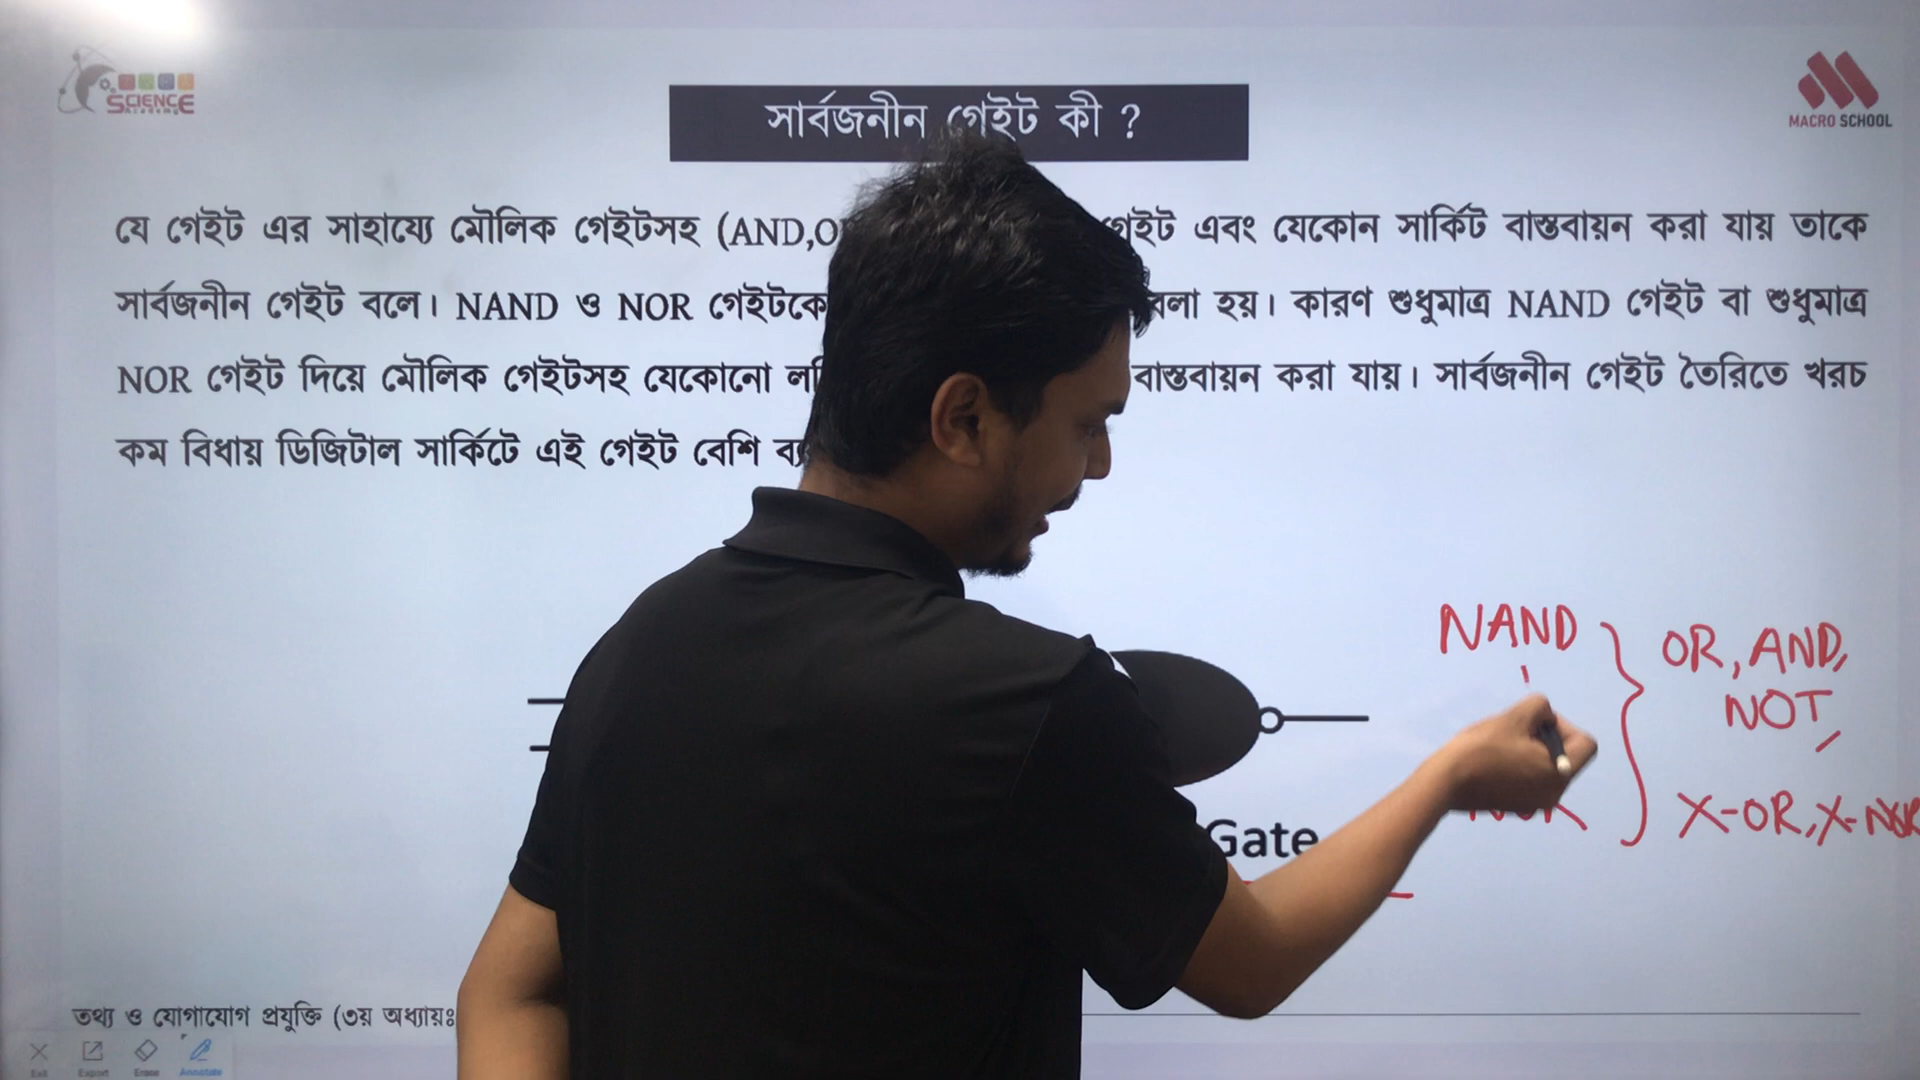 SCIENCE
Academy
MACRO SCHOOL
সার্বজনীন গেইট কী ?
যে গেইট এর সাহায্যে মৌলিক গেইটসহ (AND,O গেইট এবং যেকোন সার্কিট বাস্তবায়ন করা যায় তাকে
সার্বজনীন গেইট বলে। NAND ও NOR গেইটকে বলা হয়। কারণ শুধুমাত্র NAND গেইট বা শুধুমাত্র
NOR গেইট দিয়ে মৌলিক গেইটসহ যেকোনো বাস্তবায়ন করা যায়। সার্বজনীন গেইট তৈরিতে খরচ
কম বিধায় ডিজিটাল সার্কিটে এই গেইট বেশি
NAND
OR, AND,
NOT,
NOR
X-OR, X-NOR
Gate
তথ্য ও যোগাযোগ প্রযুক্তি (৩য় অধ্যায়ঃ
Exit Export Erase Annotate